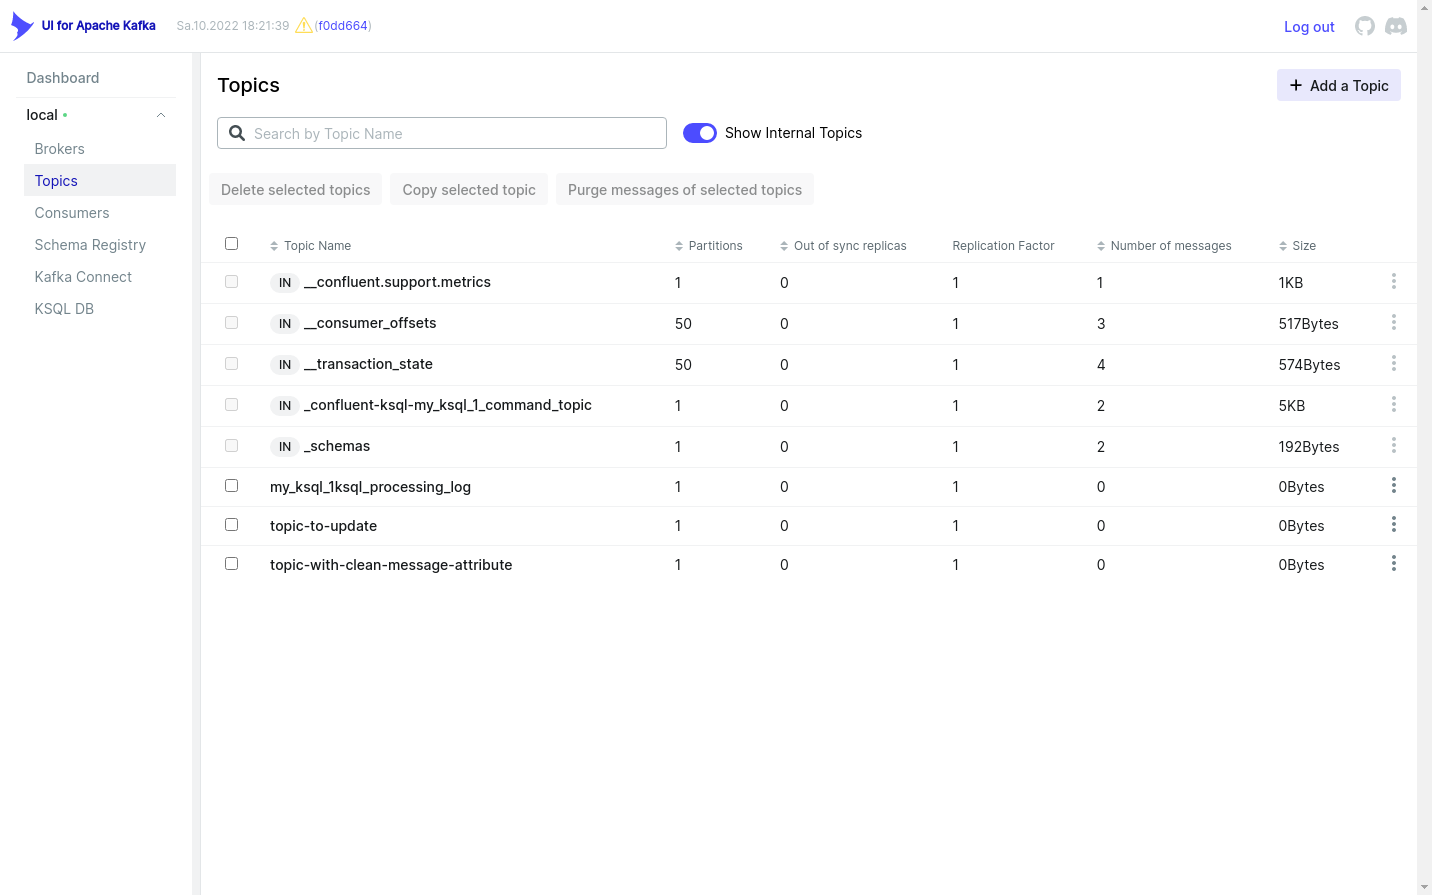 UI for Apache Kafka Sa.10.2022 18:21:39 (f0dd664) Log out
Dashboard
local
Brokers
Topics
Consumers
Schema Registry
Kafka Connect
KSQL DB
Topics
Add a Topic
Search by Topic Name Show Internal Topics
Delete selected topics Copy selected topic Purge messages of selected topics
Topic Name Partitions Out of sync replicas Replication Factor Number of messages Size
IN __confluent.support.metrics 1 0 1 1 1KB
IN __consumer_offsets 50 0 1 3 517Bytes
IN __transaction_state 50 0 1 4 574Bytes
IN _confluent-ksql-my_ksql_1_command_topic 1 0 1 2 5KB
IN _schemas 1 0 1 2 192Bytes
my_ksql_1ksql_processing_log 1 0 1 0 0Bytes
topic-to-update 1 0 1 0 0Bytes
topic-with-clean-message-attribute 1 0 1 0 0Bytes